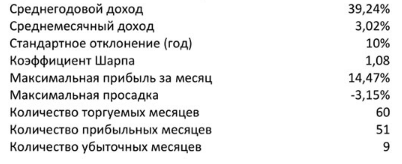 Среднегодовой доход 39,24%
Среднемесячный доход 3,02%
Стандартное отклонение (год) 10%
Коэффициент Шарпа 1,08
Максимальная прибыль за месяц 14,47%
Максимальная просадка -3,15%
Количество торгуемых месяцев 60
Количество прибыльных месяцев 51
Количество убыточных месяцев 9